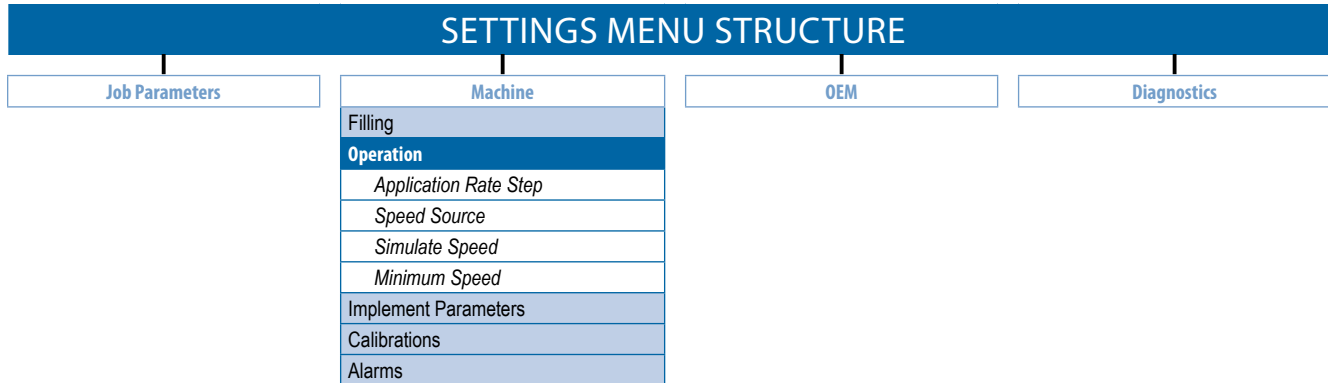 SETTINGS MENU STRUCTURE
Job Parameters
Machine
OEM
Diagnostics
Filling
Operation
Application Rate Step
Speed Source
Simulate Speed
Minimum Speed
Implement Parameters
Calibrations
Alarms